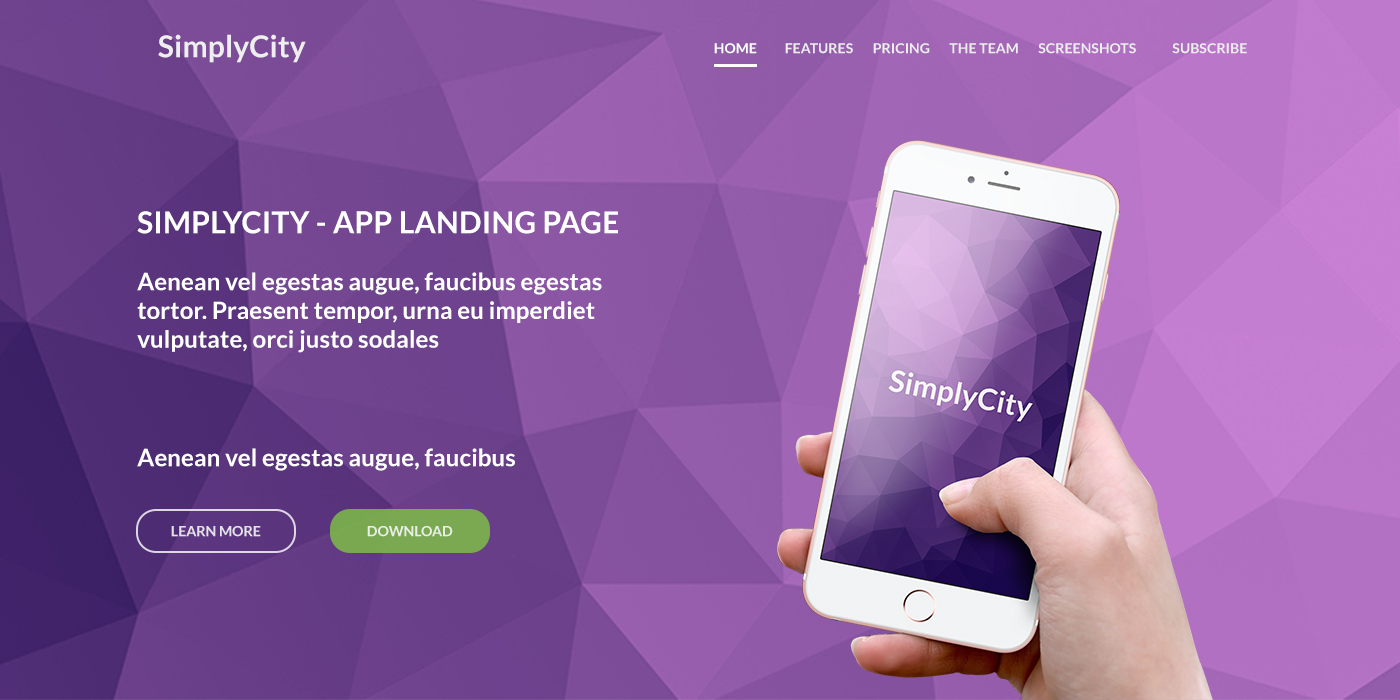 SimplyCity
HOME FEATURES PRICING THE TEAM SCREENSHOTS SUBSCRIBE
SIMPLYCITY - APP LANDING PAGE
Aenean vel egestas augue, faucibus egestas
tortor. Praesent tempor, urna eu imperdiet
vulputate, orci justo sodales
SimplyCity
Aenean vel egestas augue, faucibus
LEARN MORE DOWNLOAD